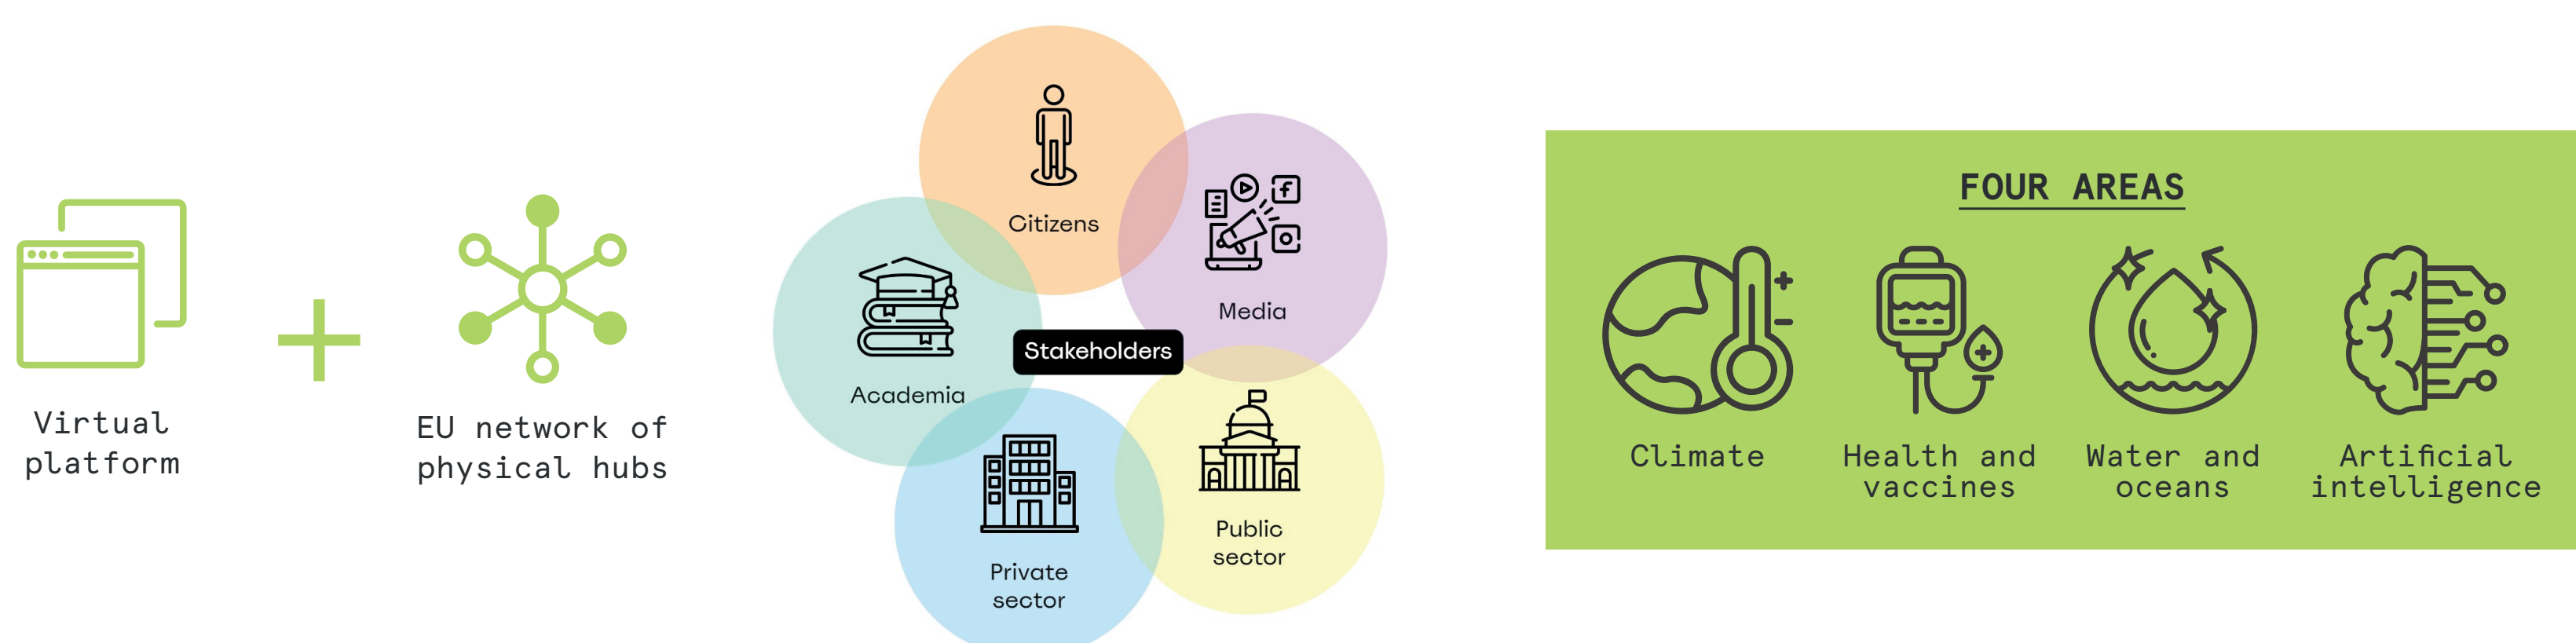 Virtual
platform
EU network of
physical hubs
Citizens
Media
Academia
Stakeholders
Public
sector
Private
sector
FOUR AREAS
Climate
Health and
vaccines
Water and
oceans
Artificial
intelligence